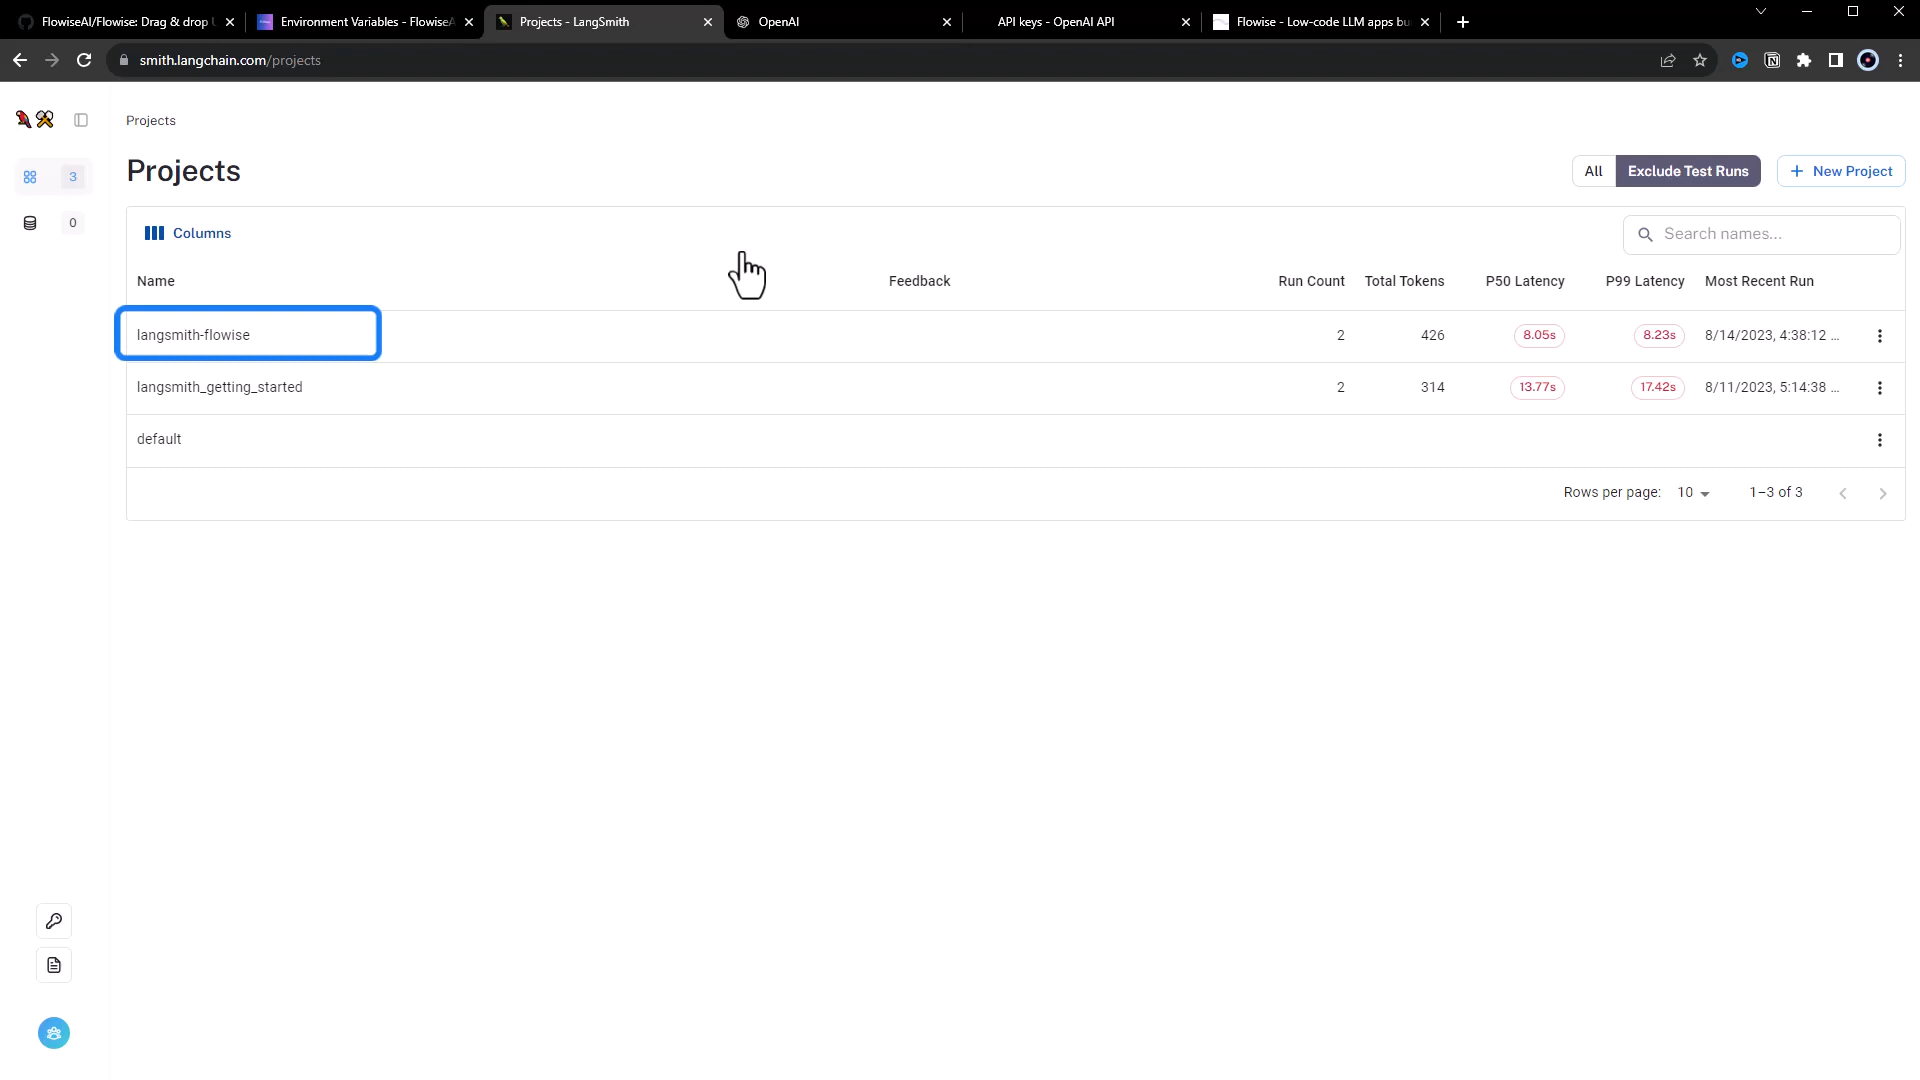 FlowiseAI/Flowise: Drag & drop U
Environment Variables - FlowiseA
Projects - LangSmith
OpenAI
API keys - OpenAI API
Flowise - Low-code LLM apps bu
smith.langchain.com/projects
Projects
3
Projects
All
Exclude Test Runs
+ New Project
0
Columns
Search names...
Name
Feedback
Run Count
Total Tokens
P50 Latency
P99 Latency
Most Recent Run
langsmith-flowise
2
426
8.05s
8.23s
8/14/2023, 4:38:12 ...
langsmith_getting_started
2
314
13.77s
17.42s
8/11/2023, 5:14:38 ...
default
Rows per page:
10
1–3 of 3